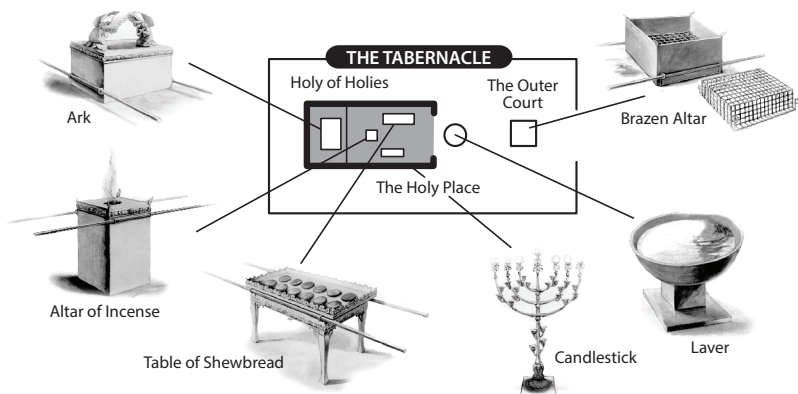 THE TABERNACLE
Holy of Holies
The Outer
Court
Ark
Brazen Altar
The Holy Place
Altar of Incense
Table of Shewbread
Candlestick
Laver